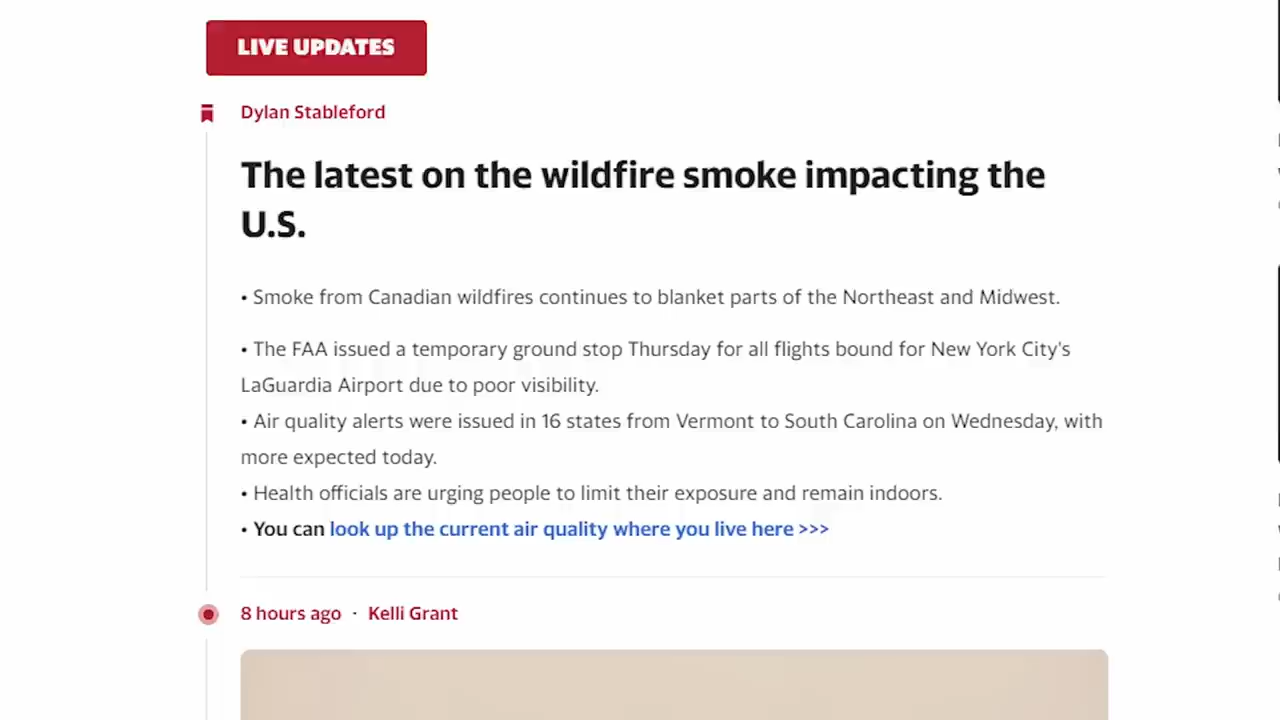 LIVE UPDATES
Dylan Stableford
The latest on the wildfire smoke impacting the
U.S.
• Smoke from Canadian wildfires continues to blanket parts of the Northeast and Midwest.
• The FAA issued a temporary ground stop Thursday for all flights bound for New York City's
LaGuardia Airport due to poor visibility.
• Air quality alerts were issued in 16 states from Vermont to South Carolina on Wednesday, with
more expected today.
• Health officials are urging people to limit their exposure and remain indoors.
• You can look up the current air quality where you live here >>>
8 hours ago · Kelli Grant